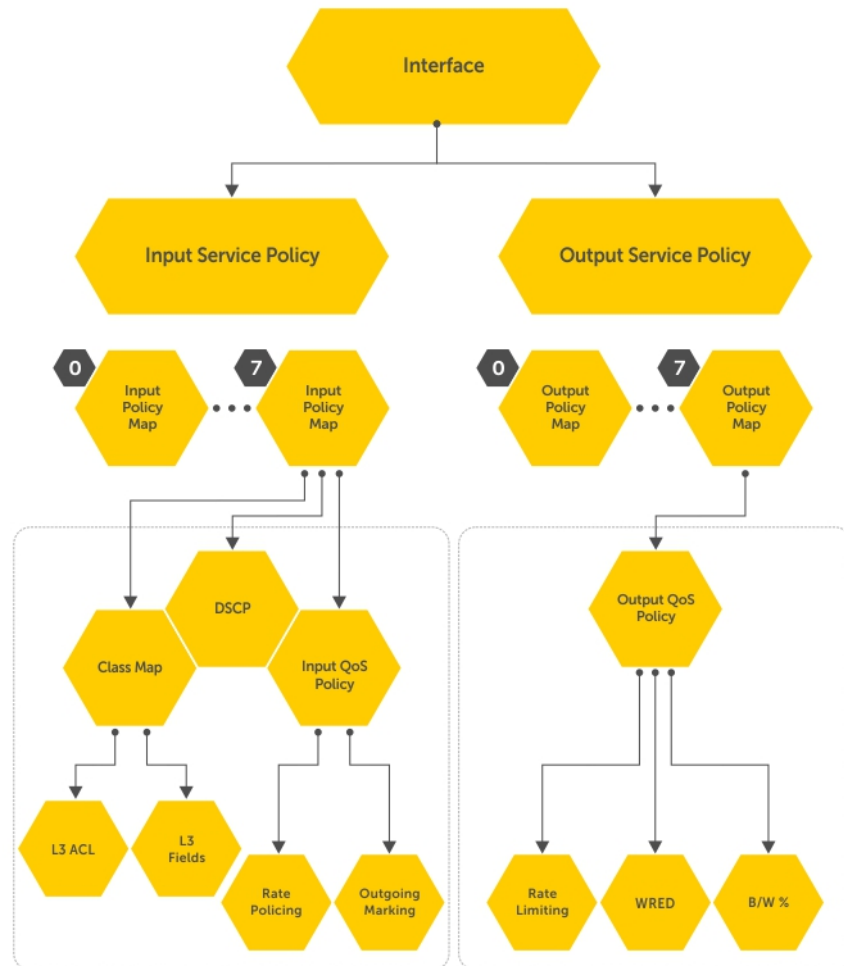 Interface
Input Service Policy
Output Service Policy
0
Input
Policy
Map
7
Input
Policy
Map
0
Output
Policy
Map
7
Output
Policy
Map
DSCP
Class Map
Input QoS
Policy
Output QoS
Policy
L3 ACL
L3
Fields
Rate
Policing
Outgoing
Marking
Rate
Limiting
WRED
B/W %